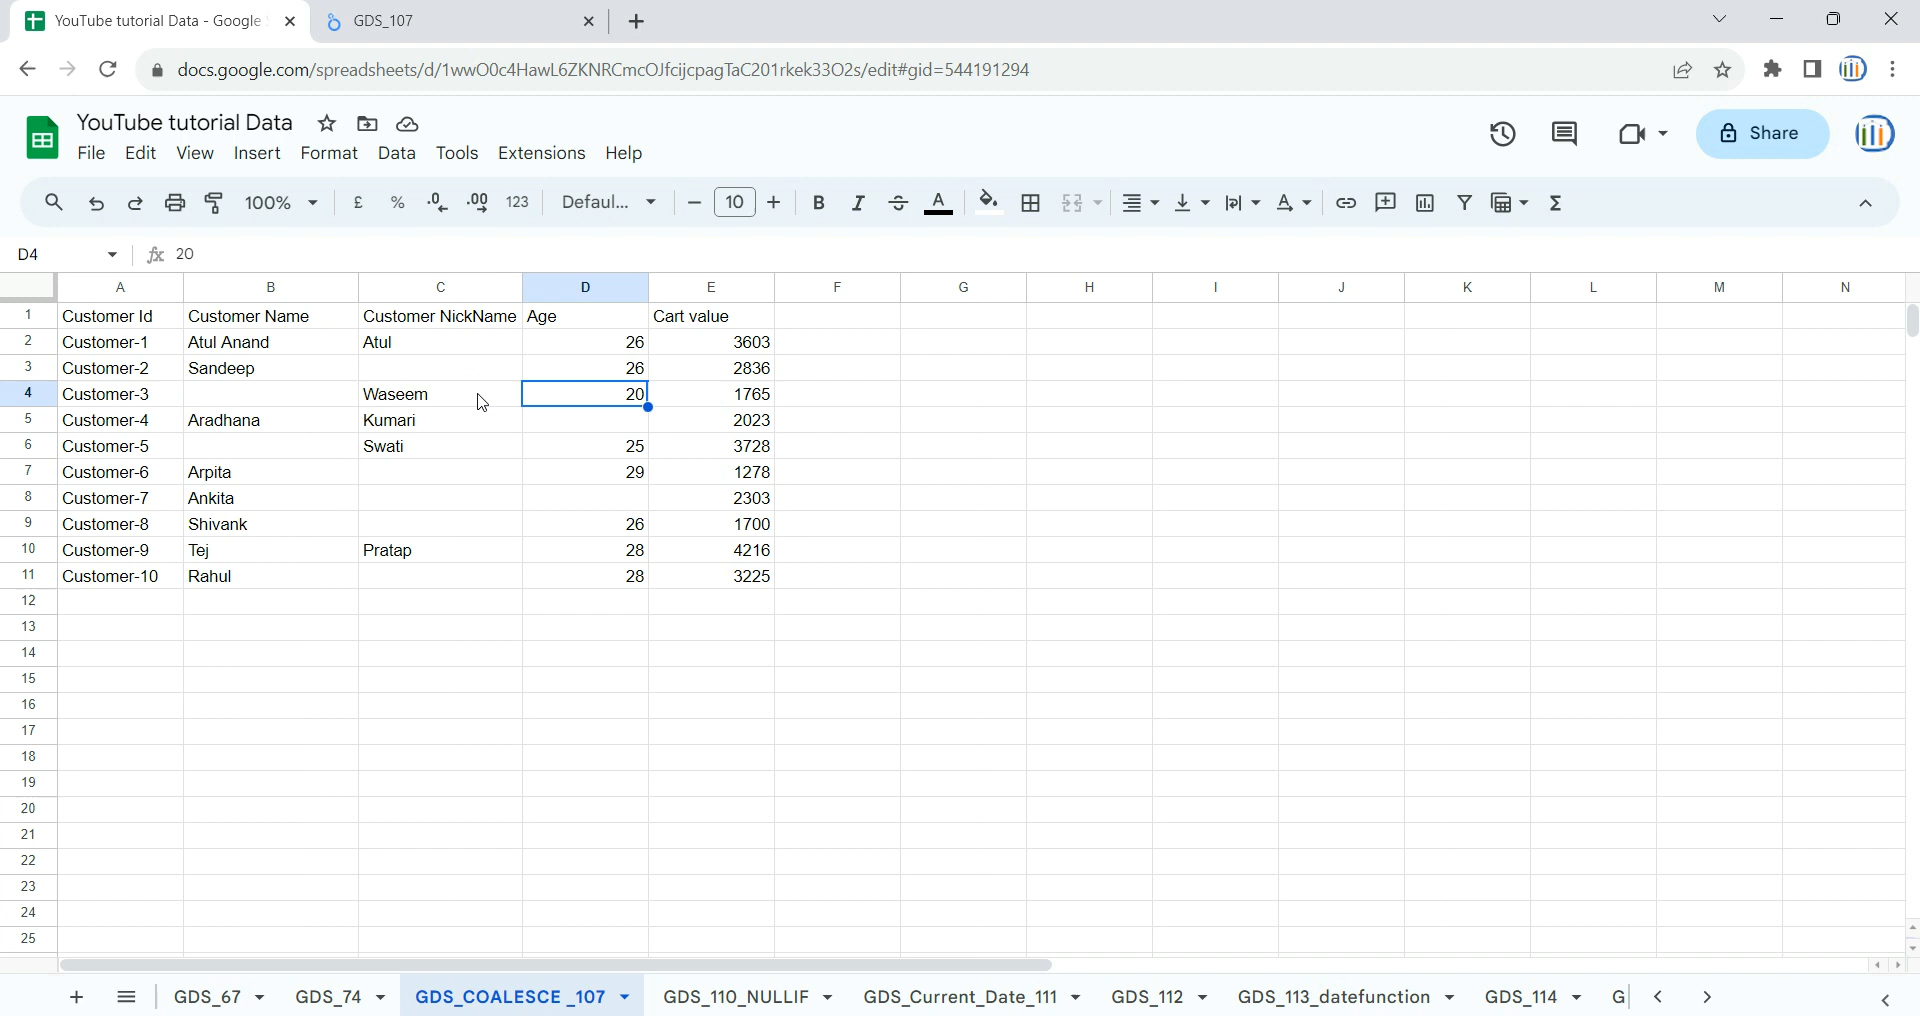 YouTube tutorial Data - Google
GDS_107
docs.google.com/spreadsheets/d/1wwO0c4HawL6ZKNRCmcOJfcijcpagTaC201rkek33O2s/edit#gid=544191294
YouTube tutorial Data
File Edit View Insert Format Data Tools Extensions Help
Share
100% £ % .0 .00 123 Defaul... 10 B I S A Σ
D4 fx 20
A B C D E F G H I J K L M N
1 Customer Id Customer Name Customer NickName Age Cart value
2 Customer-1 Atul Anand Atul 26 3603
3 Customer-2 Sandeep 26 2836
4 Customer-3 Waseem 20 1765
5 Customer-4 Aradhana Kumari 2023
6 Customer-5 Swati 25 3728
7 Customer-6 Arpita 29 1278
8 Customer-7 Ankita 2303
9 Customer-8 Shivank 26 1700
10 Customer-9 Tej Pratap 28 4216
11 Customer-10 Rahul 28 3225
12
13
14
15
16
17
18
19
20
21
22
23
24
25
GDS_67 GDS_74 GDS_COALESCE _107 GDS_110_NULLIF GDS_Current_Date_111 GDS_112 GDS_113_datefunction GDS_114 G